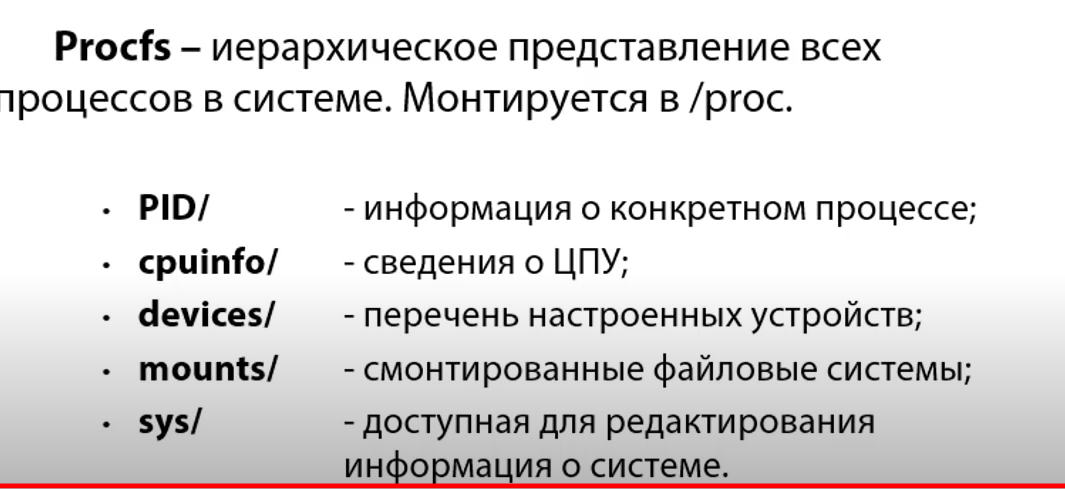 Procfs – иерархическое представление всех
процессов в системе. Монтируется в /proc.
• PID/ - информация о конкретном процессе;
• cpuinfo/ - сведения о ЦПУ;
• devices/ - перечень настроенных устройств;
• mounts/ - смонтированные файловые системы;
• sys/ - доступная для редактирования
информация о системе.